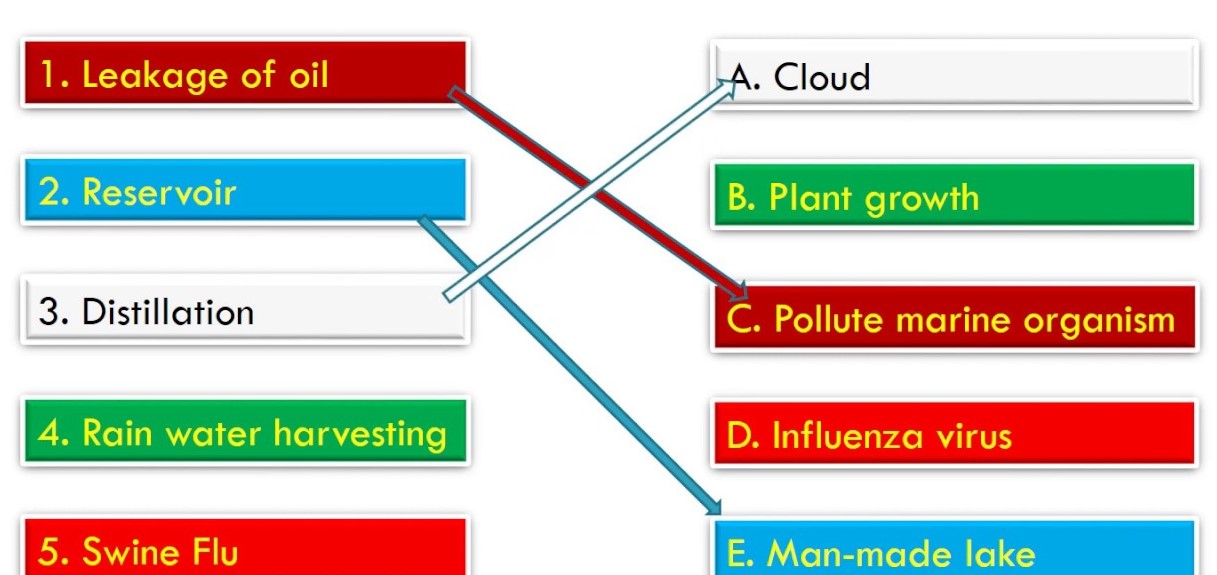 1. Leakage of oil
A. Cloud
2. Reservoir
B. Plant growth
3. Distillation
C. Pollute marine organism
4. Rain water harvesting
D. Influenza virus
5. Swine Flu
E. Man-made lake